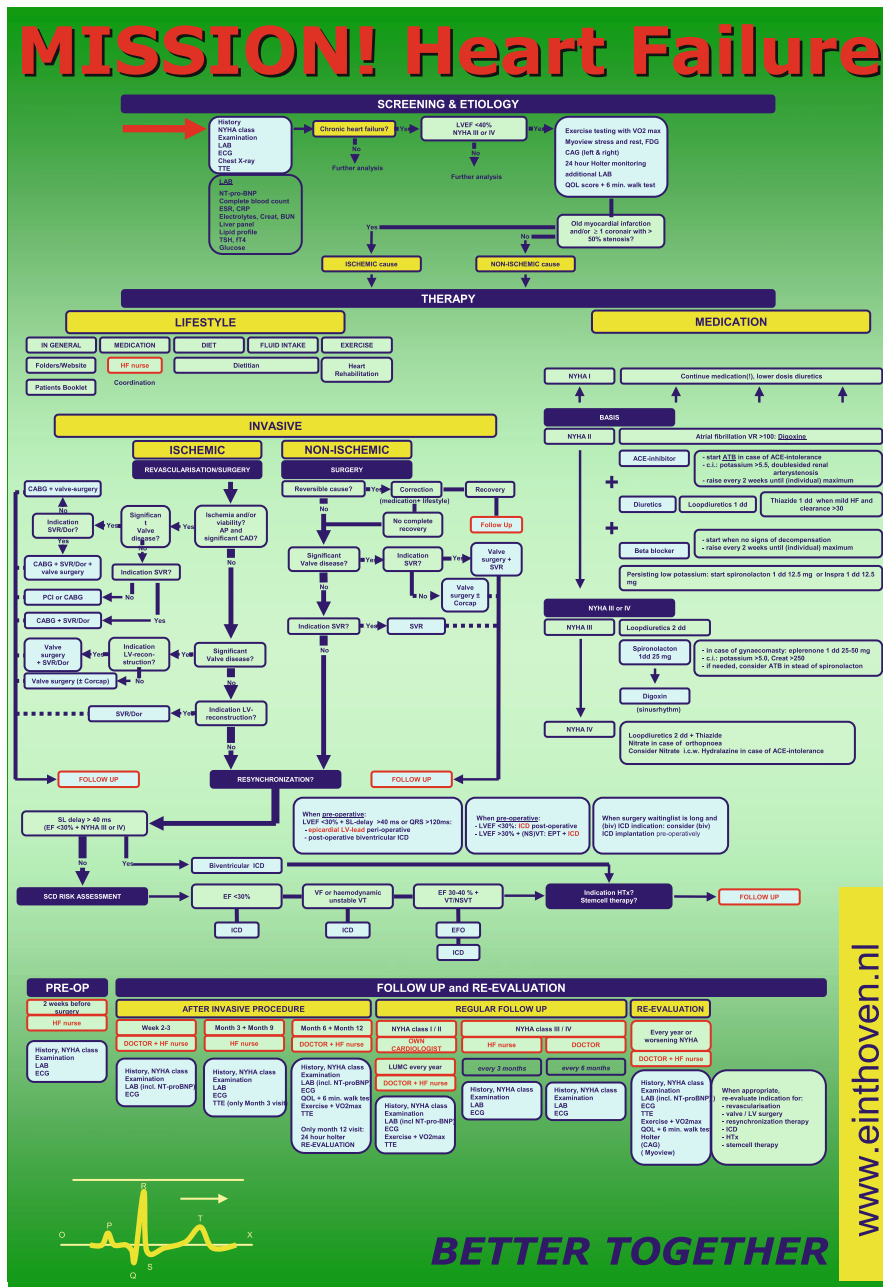 MISSION! Heart Failure
SCREENING & ETIOLOGY
History
NYHA class
Examination
LAB
ECG
Chest X-ray
TTE
Chronic heart failure?
Yes
LVEF <40%
NYHA III or IV
Yes
Exercise testing with VO2 max
Myoview stress and rest, FDG
CAG (left & right)
24 hour Holter monitoring
additional LAB
QOL score + 6 min. walk test
No
Further analysis
No
Further analysis
LAB
NT-pro-BNP
Complete blood count
ESR, CRP
Electrolytes, Creat, BUN
Liver panel
Lipid profile
TSH, fT4
Glucose
Old myocardial infarction
and/or ≥ 1 coronair with >
50% stenosis?
Yes
No
ISCHEMIC cause
NON-ISCHEMIC cause
THERAPY
LIFESTYLE
IN GENERAL
MEDICATION
DIET
FLUID INTAKE
EXERCISE
Folders/Website
HF nurse
Dietitian
Heart
Rehabilitation
Patients Booklet
Coordination
MEDICATION
NYHA I
Continue medication(!), lower dosis diuretics
BASIS
NYHA II
Atrial fibrillation VR >100: Digoxine
ACE-inhibitor
- start ATB in case of ACE-intolerance
- c.i.: potassium >5.5, doublesided renal
arterystenosis
- raise every 2 weeks until (individual) maximum
+
Diuretics
Loopdiuretics 1 dd
Thiazide 1 dd when mild HF and
clearance >30
+
Beta blocker
- start when no signs of decompensation
- raise every 2 weeks until (individual) maximum
Persisting low potassium: start spironolacton 1 dd 12.5 mg or Inspra 1 dd 12.5
mg
NYHA III or IV
NYHA III
Loopdiuretics 2 dd
Spironolacton
1dd 25 mg
- in case of gynaecomasty: eplerenone 1 dd 25-50 mg
- c.i.: potassium >5.0, Creat >250
- if needed, consider ATB in stead of spironolacton
Digoxin
(sinusrhythm)
NYHA IV
Loopdiuretics 2 dd + Thiazide
Nitrate in case of orthopnoea
Consider Nitrate i.c.w. Hydralazine in case of ACE-intolerance
INVASIVE
ISCHEMIC
NON-ISCHEMIC
REVASCULARISATION/SURGERY
SURGERY
CABG + valve-surgery
No
Indication
SVR/Dor?
Yes
Significan
t
Valve
disease?
Yes
Ischemia and/or
viability?
AP and
significant CAD?
Yes
No
No
CABG + SVR/Dor +
valve surgery
Indication SVR?
PCI or CABG
No
CABG + SVR/Dor
Yes
Valve
surgery
+ SVR/Dor
Yes
Indication
LV-recon-
struction?
Yes
Significant
Valve disease?
Valve surgery (± Corcap)
No
No
SVR/Dor
Yes
Indication LV-
reconstruction?
No
Reversible cause?
Yes
Correction
Recovery
(medication+ lifestyle)
No
No complete
recovery
Follow Up
Significant
Valve disease?
Yes
Indication
SVR?
Yes
Valve
surgery +
SVR
No
No
Valve
surgery ±
Corcap
Indication SVR?
Yes
SVR
No
FOLLOW UP
RESYNCHRONIZATION?
FOLLOW UP
SL delay > 40 ms
(EF <30% + NYHA III or IV)
When pre-operative:
LVEF <30% + SL-delay >40 ms or QRS >120ms:
- epicardial LV-lead peri-operative
- post-operative biventricular ICD
When pre-operative:
- LVEF <30%: ICD post-operative
- LVEF >30% + (NS)VT: EPT + ICD
When surgery waitinglist is long and
(biv) ICD indication: consider (biv)
ICD implantation pre-operatively
No
Yes
Biventricular ICD
SCD RISK ASSESSMENT
EF <30%
VF or haemodynamic
unstable VT
EF 30-40 % +
VT/NSVT
Indication HTx?
Stemcell therapy?
FOLLOW UP
ICD
ICD
EFO
ICD
PRE-OP
FOLLOW UP and RE-EVALUATION
2 weeks before
surgery
HF nurse
History, NYHA class
Examination
LAB
ECG
AFTER INVASIVE PROCEDURE
REGULAR FOLLOW UP
RE-EVALUATION
Week 2-3
Month 3 + Month 9
Month 6 + Month 12
NYHA class I / II
NYHA class III / IV
Every year or
worsening NYHA
DOCTOR + HF nurse
HF nurse
DOCTOR + HF nurse
OWN
CARDIOLOGIST
HF nurse
DOCTOR
DOCTOR + HF nurse
LUMC every year
every 3 months
every 6 months
DOCTOR + HF nurse
History, NYHA class
Examination
LAB (incl. NT-proBNP)
ECG
History, NYHA class
Examination
LAB
ECG
TTE (only Month 3 visit)
History, NYHA class
Examination
LAB (incl. NT-proBNP)
ECG
QOL + 6 min. walk test
Exercise + VO2max
TTE
Only month 12 visit:
24 hour holter
RE-EVALUATION
History, NYHA class
Examination
LAB (incl NT-pro-BNP)
ECG
Exercise + VO2max
TTE
History, NYHA class
Examination
LAB
ECG
History, NYHA class
Examination
LAB
ECG
History, NYHA class
Examination
LAB (incl. NT-proBNP)
ECG
TTE
Exercise + VO2max
QOL + 6 min. walk test
Holter
(CAG)
( Myoview)
When appropriate,
re-evaluate indication for:
- revascularisation
- valve / LV surgery
- resynchronization therapy
- ICD
- HTx
- stemcell therapy
www.einthoven.nl
R
P
T
O
X
Q
S
BETTER TOGETHER